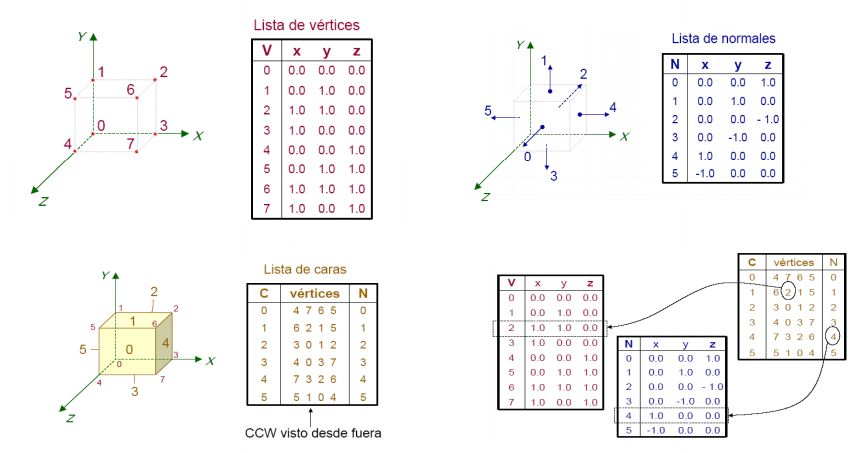 Lista de vértices
V x y z
0 0.0 0.0 0.0
1 0.0 1.0 0.0
2 1.0 1.0 0.0
3 1.0 0.0 0.0
4 0.0 0.0 1.0
5 0.0 1.0 1.0
6 1.0 1.0 1.0
7 1.0 0.0 1.0
Y
1 2
5 6
0 3
X
4 7
Z
Lista de normales
N x y z
0 0.0 0.0 1.0
1 0.0 1.0 0.0
2 0.0 0.0 - 1.0
3 0.0 -1.0 0.0
4 1.0 0.0 0.0
5 -1.0 0.0 0.0
Y
1 2
5 4
X
0
3
Z
Lista de caras
C vértices N
0 4 7 6 5 0
1 6 2 1 5 1
2 3 0 1 2 2
3 4 0 3 7 3
4 7 3 2 6 4
5 5 1 0 4 5
CCW visto desde fuera
Y
2
1 2
5 1 6
5 0 4
0 3
X
4 7
3
Z
V x y z
0 0.0 0.0 0.0
1 0.0 1.0 0.0
2 1.0 1.0 0.0
3 1.0 0.0 0.0
4 0.0 0.0 1.0
5 0.0 1.0 1.0
6 1.0 1.0 1.0
7 1.0 0.0 1.0
N x y z
0 0.0 0.0 1.0
1 0.0 1.0 0.0
2 0.0 0.0 - 1.0
3 0.0 -1.0 0.0
4 1.0 0.0 0.0
5 -1.0 0.0 0.0
C vértices N
0 4 7 6 5 0
1 6 2 1 5 1
2 3 0 1 2 2
3 4 0 3 7 3
4 7 3 2 6 4
5 5 1 0 4 5